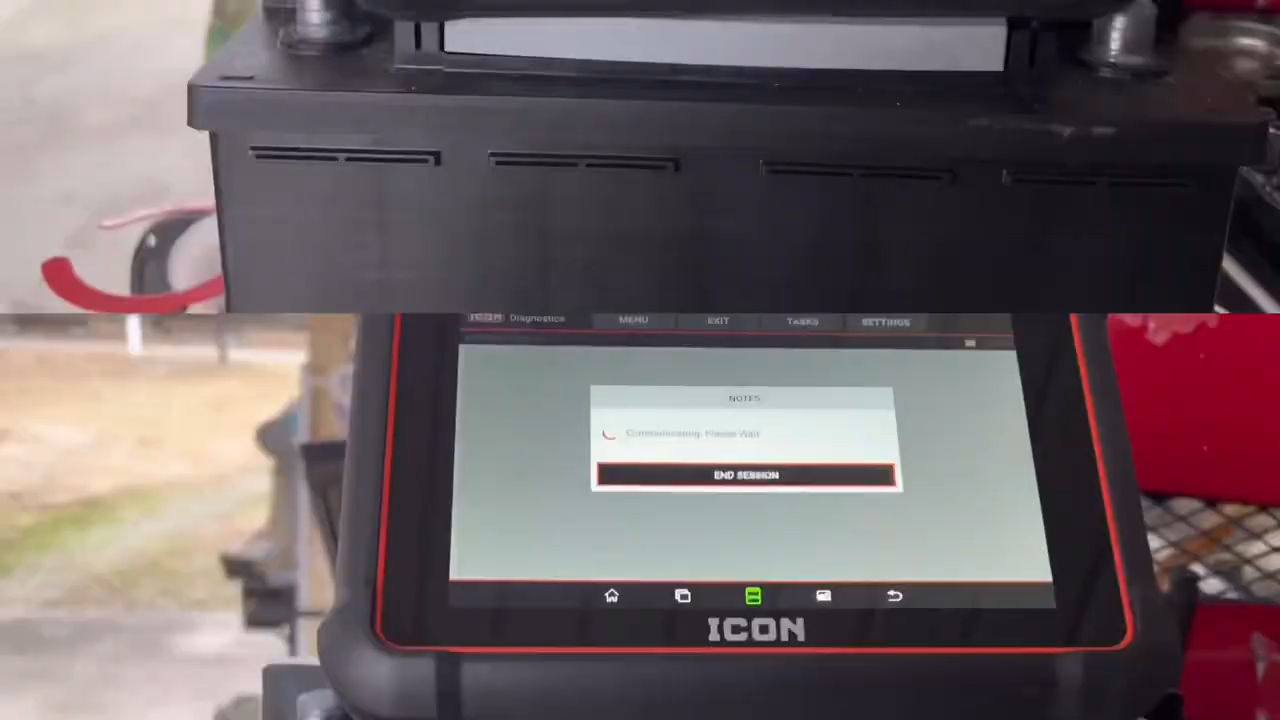 ICON Diagnostics MENU EXIT TASKS SETTINGS
NOTES
Communicating. Please Wait
END SESSION
ICON